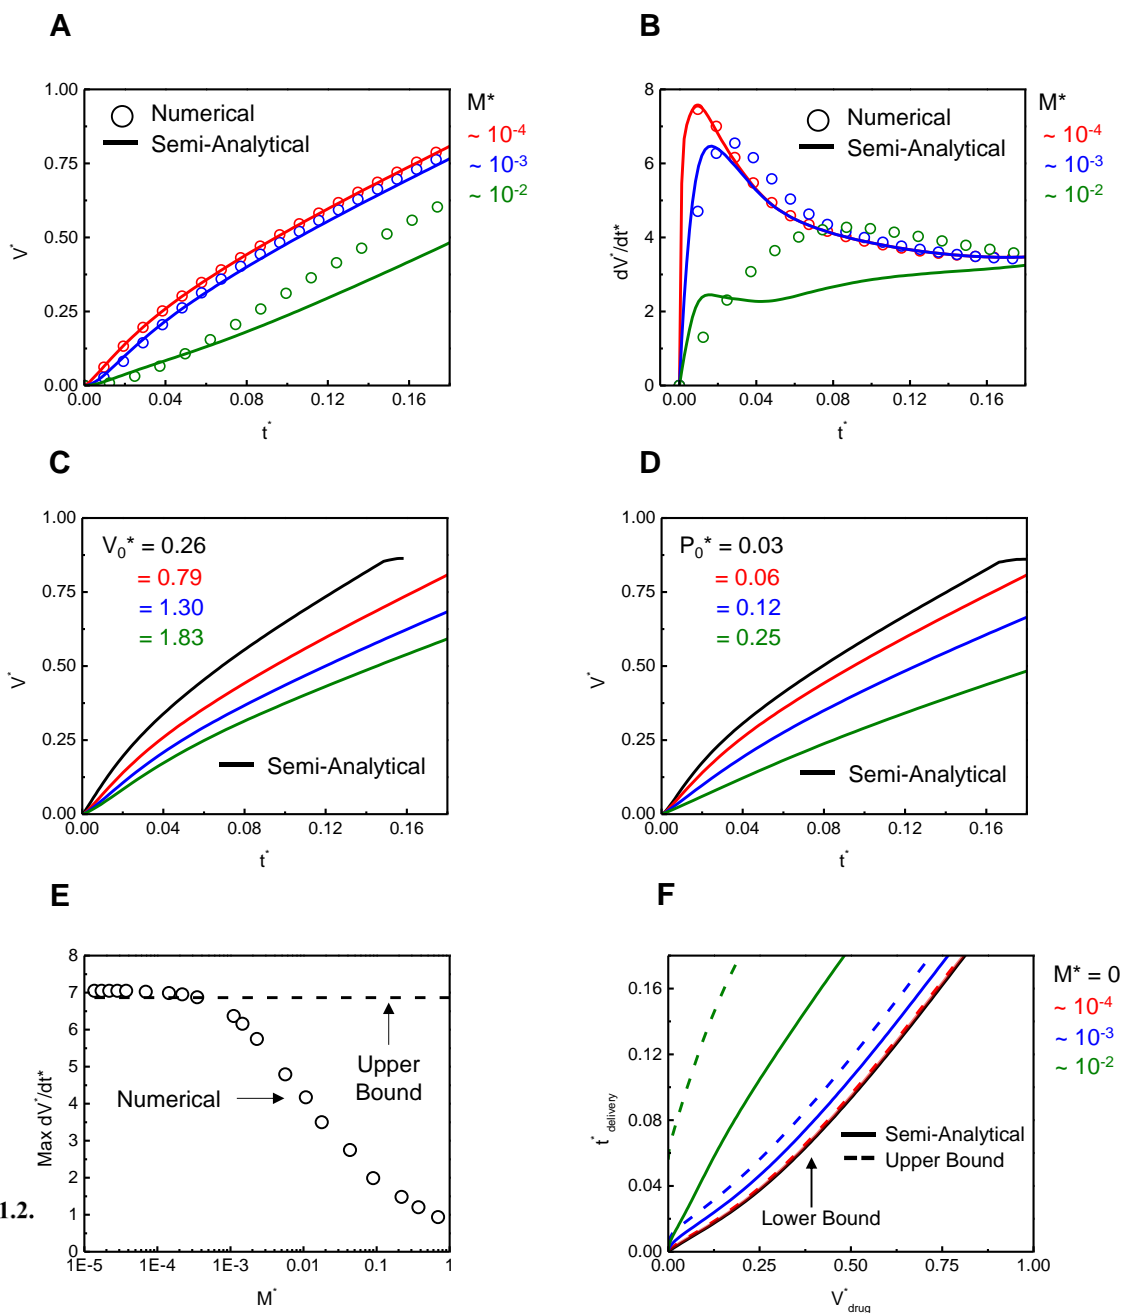 A
1.00
0.75
0.50
0.25
0.00
V*
0.00 0.04 0.08 0.12 0.16
t*
Numerical
Semi-Analytical
M*
~ 10-4
~ 10-3
~ 10-2
B
8
6
4
2
0
dV*/dt*
0.00 0.04 0.08 0.12 0.16
t*
Numerical
Semi-Analytical
M*
~ 10-4
~ 10-3
~ 10-2
C
1.00
0.75
0.50
0.25
0.00
V*
0.00 0.04 0.08 0.12 0.16
t*
V0* = 0.26
= 0.79
= 1.30
= 1.83
Semi-Analytical
D
1.00
0.75
0.50
0.25
0.00
V*
0.00 0.04 0.08 0.12 0.16
t*
P0* = 0.03
= 0.06
= 0.12
= 0.25
Semi-Analytical
E
8
7
6
5
4
3
2
1
0
Max dV*/dt*
1E-5 1E-4 1E-3 0.01 0.1 1
M*
Numerical
Upper
Bound
1.2.
F
0.16
0.12
0.08
0.04
0.00
t*delivery
0.00 0.25 0.50 0.75 1.00
V*drug
Semi-Analytical
Upper Bound
Lower Bound
M* = 0
~ 10-4
~ 10-3
~ 10-2